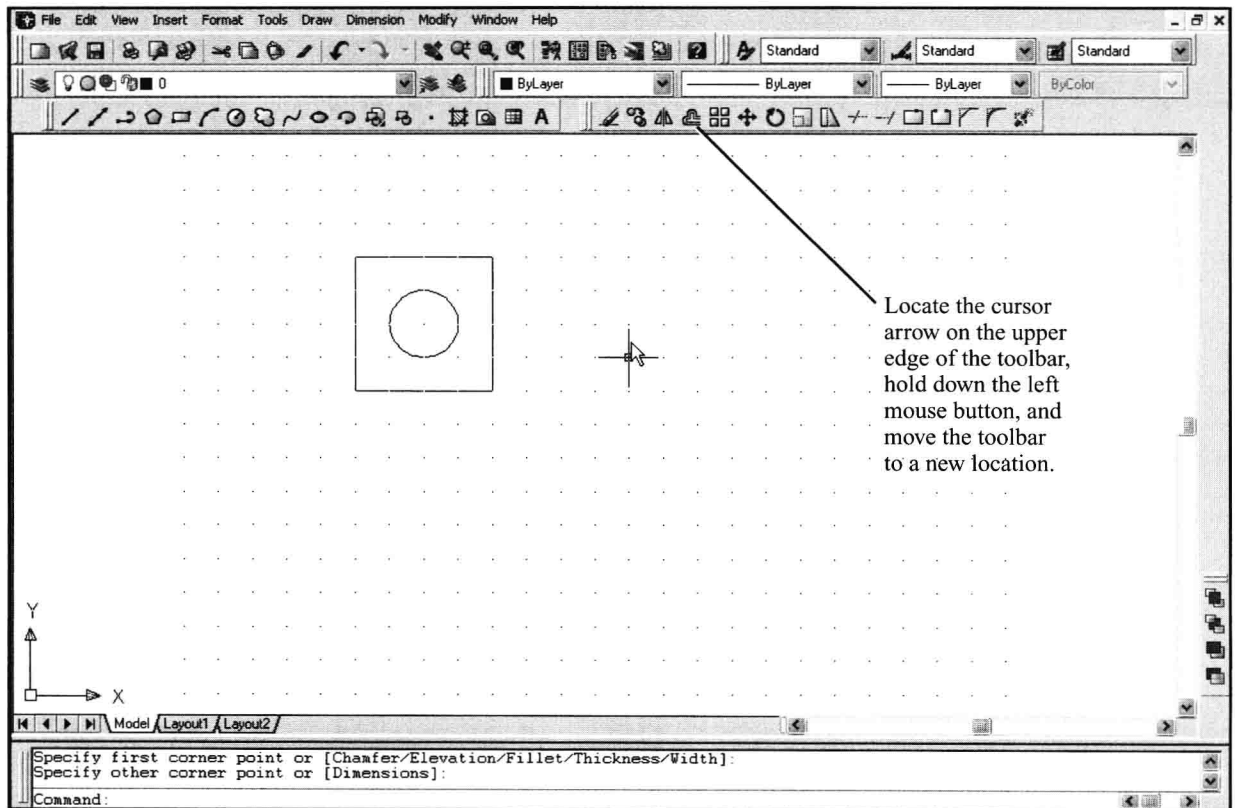 File Edit View Insert Format Tools Draw Dimension Modify Window Help
Standard Standard Standard
0 ByLayer ByLayer ByLayer ByColor
A
Locate the cursor
arrow on the upper
edge of the toolbar,
hold down the left
mouse button, and
move the toolbar
to a new location.
Y
X
Model Layout1 Layout2
Specify first corner point or [Chamfer/Elevation/Fillet/Thickness/Width]:
Specify other corner point or [Dimensions]:
Command: